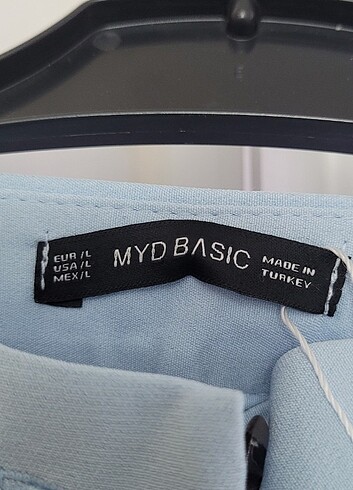 EUR/L
USA/L
MEX/L
MYD BASIC
MADE IN
TURKEY